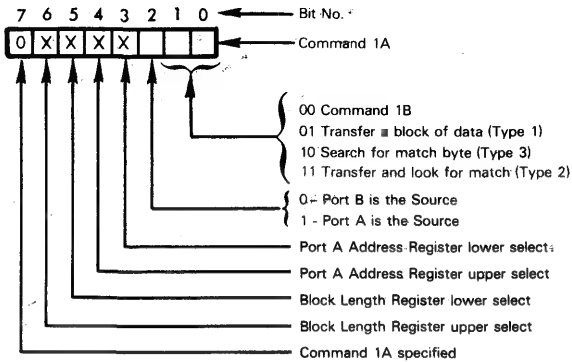 7 6 5 4 3 2 1 0 Bit No.
0 X X X X Command 1A
00 Command 1B
01 Transfer a block of data (Type 1)
10 Search for match byte (Type 3)
11 Transfer and look for match (Type 2)
0 - Port B is the Source
1 - Port A is the Source
Port A Address Register lower select
Port A Address Register upper select
Block Length Register lower select
Block Length Register upper select
Command 1A specified